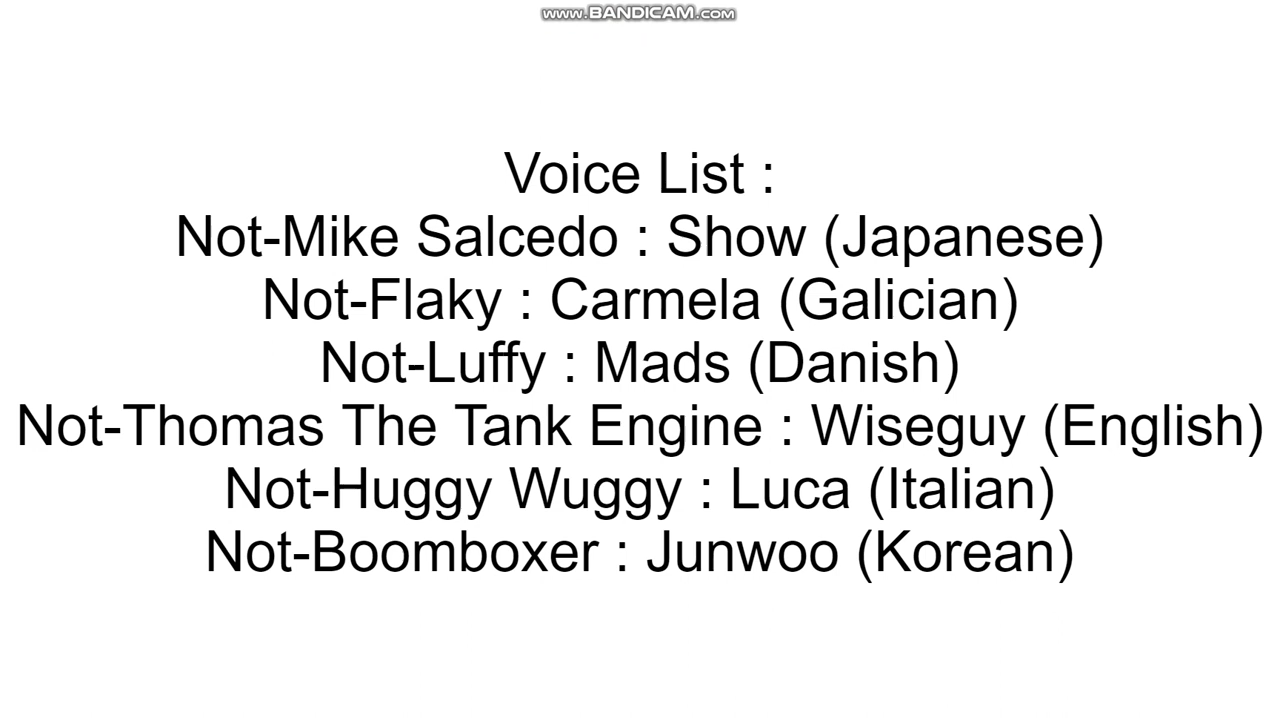 www.BANDICAM.com
Voice List :
Not-Mike Salcedo : Show (Japanese)
Not-Flaky : Carmela (Galician)
Not-Luffy : Mads (Danish)
Not-Thomas The Tank Engine : Wiseguy (English)
Not-Huggy Wuggy : Luca (Italian)
Not-Boomboxer : Junwoo (Korean)